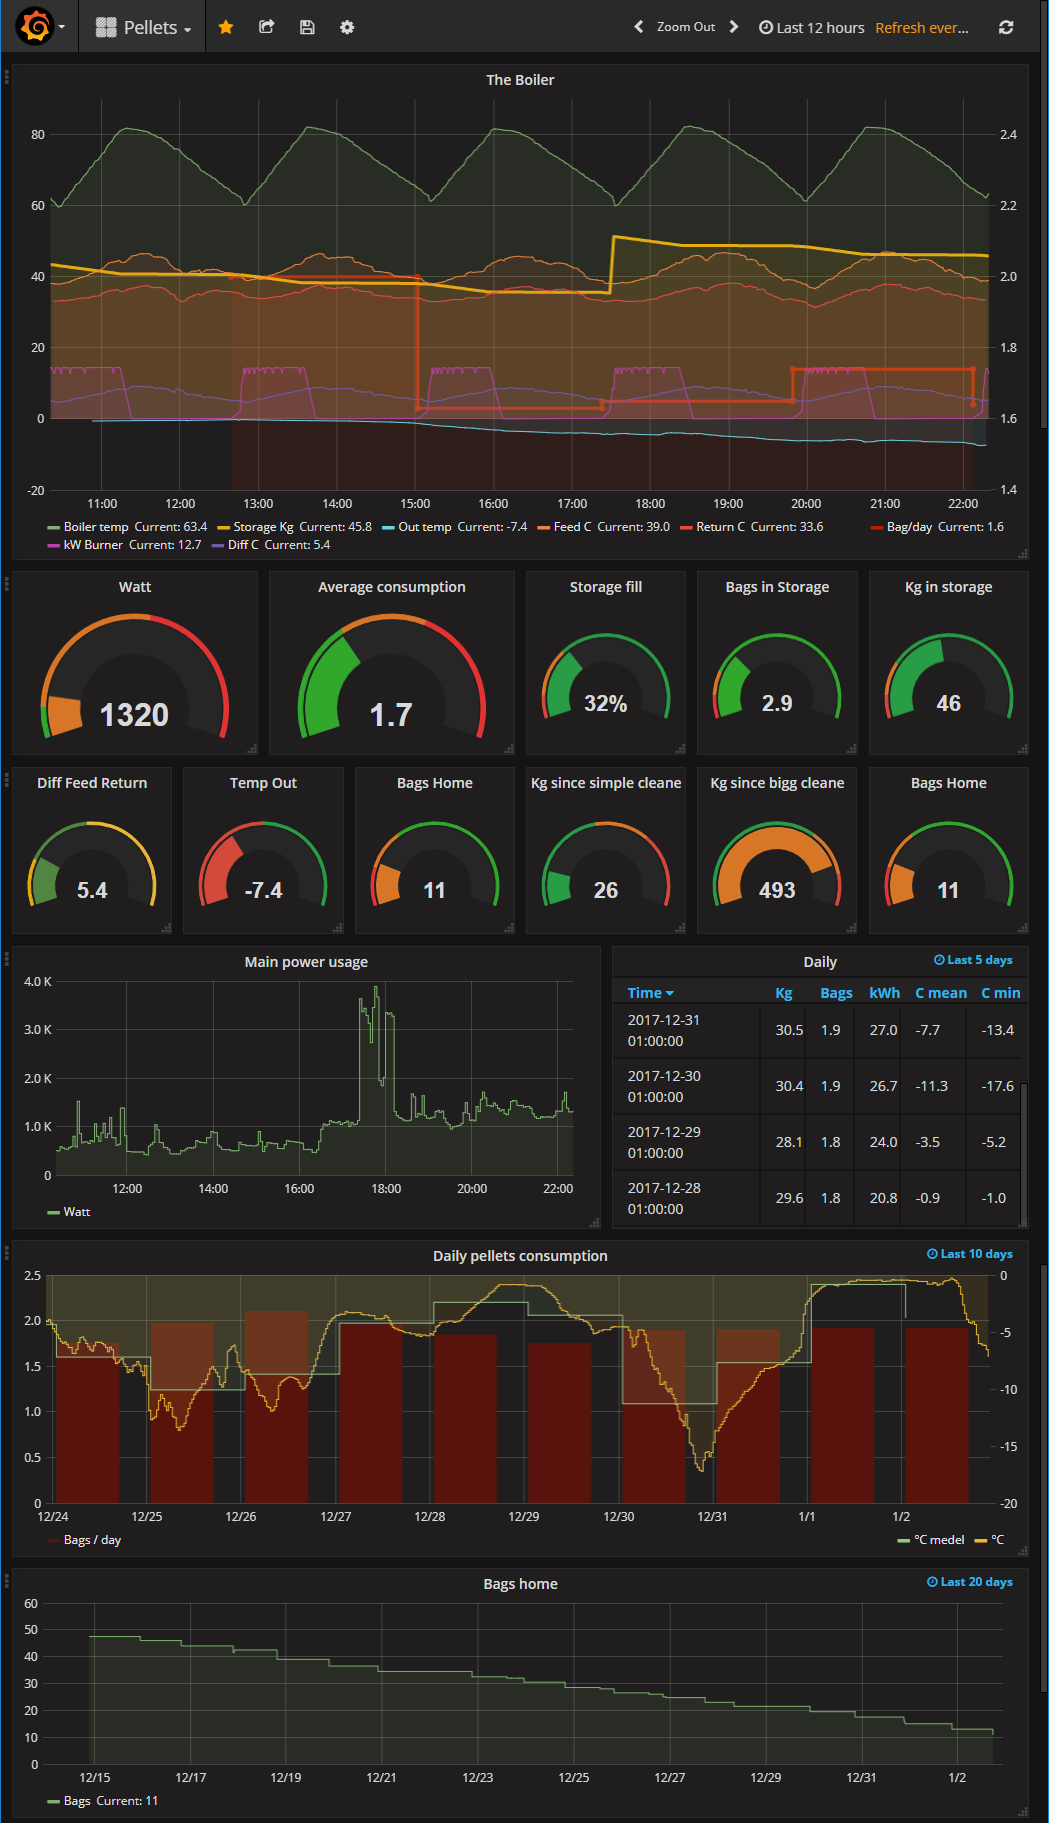 Pellets
Zoom Out Last 12 hours Refresh ever...
The Boiler
80 2.4
60 2.2
40 2.0
20 1.8
0 1.6
-20 1.4
11:00 12:00 13:00 14:00 15:00 16:00 17:00 18:00 19:00 20:00 21:00 22:00
Boiler temp Current: 63.4 Storage Kg Current: 45.8 Out temp Current: -7.4 Feed C Current: 39.0 Return C Current: 33.6 Bag/day Current: 1.6
kW Burner Current: 12.7 Diff C Current: 5.4
Watt Average consumption Storage fill Bags in Storage Kg in storage
1320 1.7 32% 2.9 46
Diff Feed Return Temp Out Bags Home Kg since simple cleane Kg since bigg cleane Bags Home
5.4 -7.4 11 26 493 11
Main power usage
4.0 K
3.0 K
2.0 K
1.0 K
0
12:00 14:00 16:00 18:00 20:00 22:00
Watt
Daily Last 5 days
Time Kg Bags kWh C mean C min
2017-12-31
01:00:00 30.5 1.9 27.0 -7.7 -13.4
2017-12-30
01:00:00 30.4 1.9 26.7 -11.3 -17.6
2017-12-29
01:00:00 28.1 1.8 24.0 -3.5 -5.2
2017-12-28
01:00:00 29.6 1.8 20.8 -0.9 -1.0
Daily pellets consumption Last 10 days
2.5 0
2.0 -5
1.5 -10
1.0 -15
0.5
0 -20
12/24 12/25 12/26 12/27 12/28 12/29 12/30 12/31 1/1 1/2
Bags / day °C medel °C
Bags home Last 20 days
60
50
40
30
20
10
0
12/15 12/17 12/19 12/21 12/23 12/25 12/27 12/29 12/31 1/2
Bags Current: 11